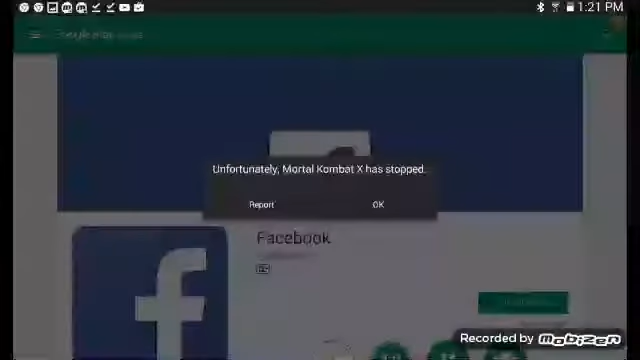 1:21 PM
Unfortunately, Mortal Kombat X has stopped.
Report
OK
Facebook
Recorded by
mobizen